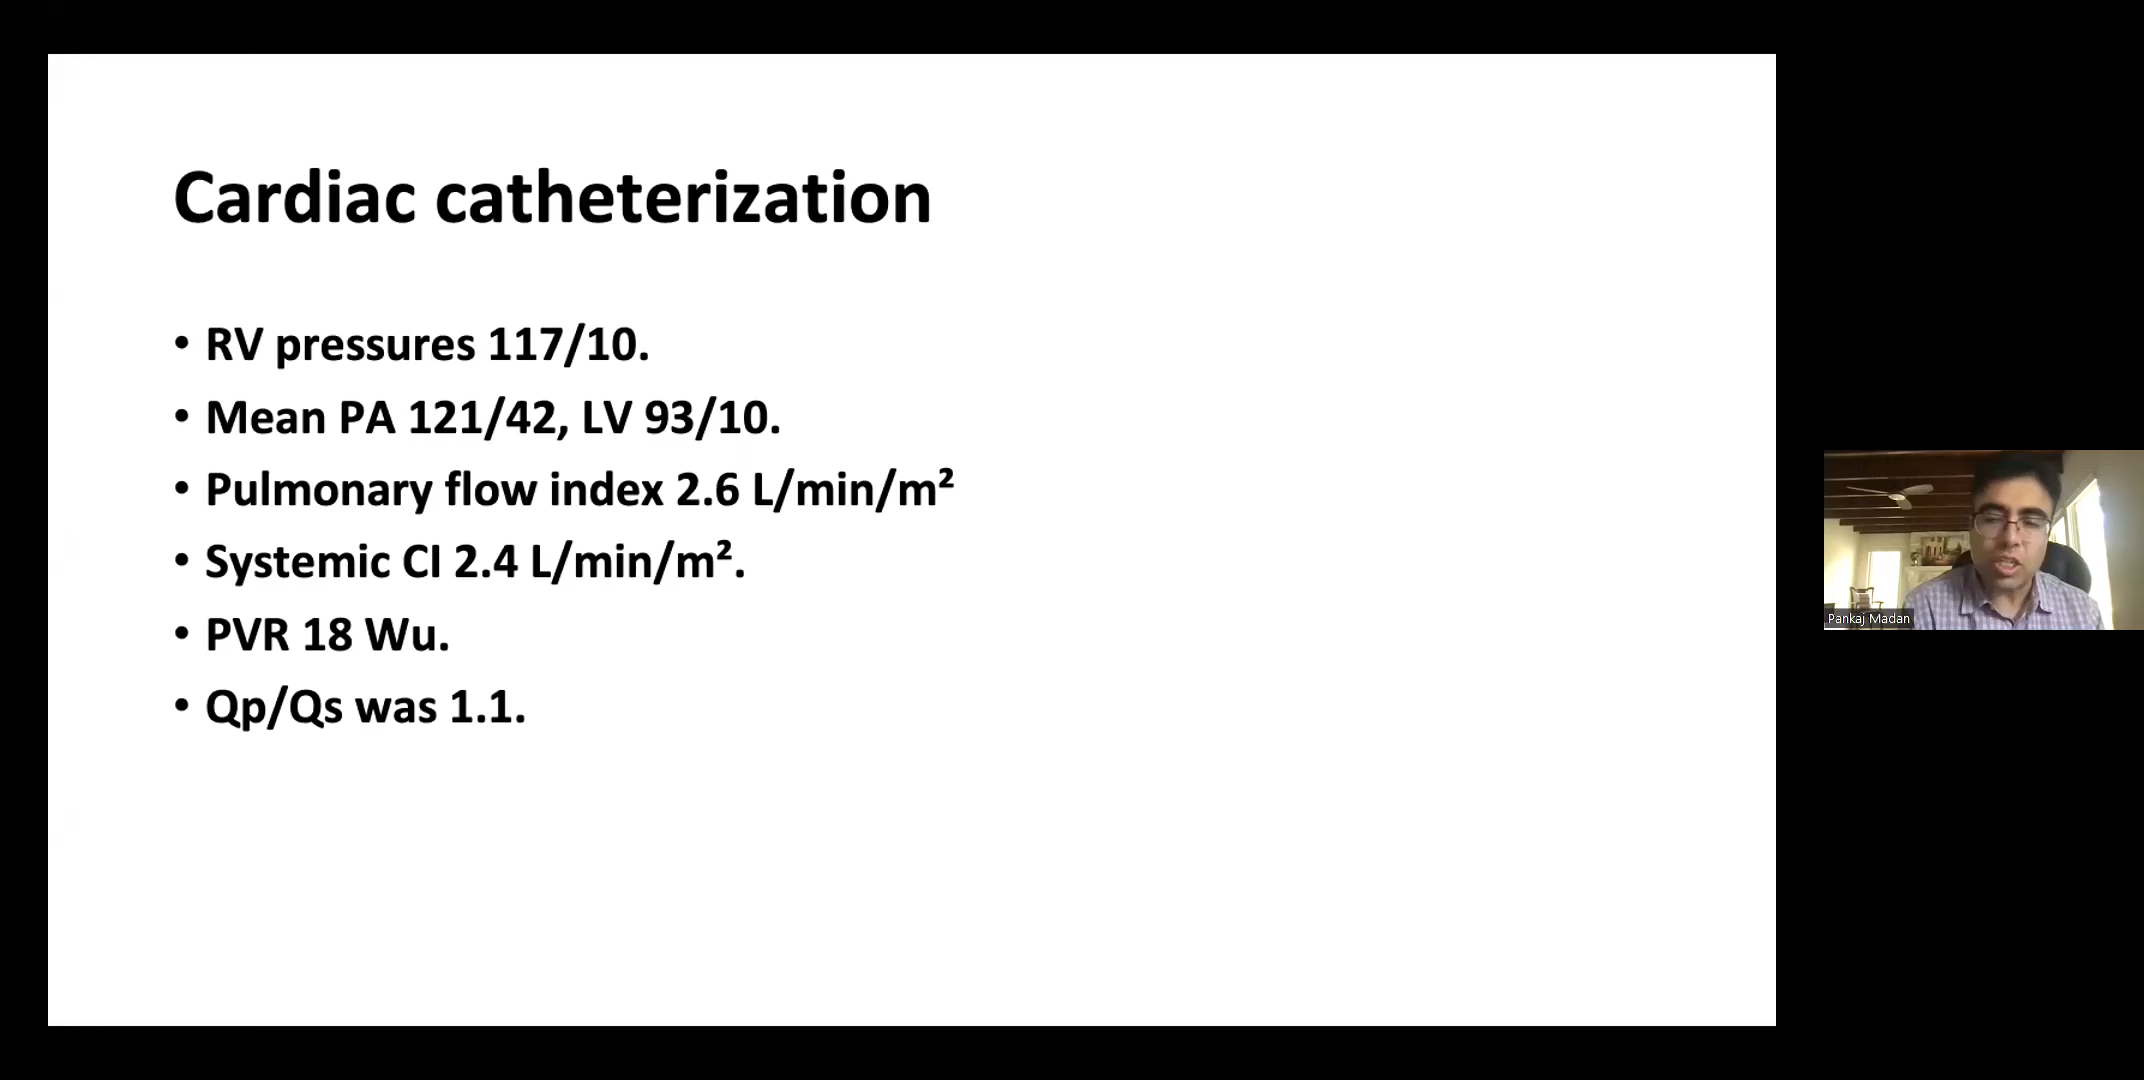 Cardiac catheterization
• RV pressures 117/10.
• Mean PA 121/42, LV 93/10.
• Pulmonary flow index 2.6 L/min/m²
• Systemic CI 2.4 L/min/m².
• PVR 18 Wu.
• Qp/Qs was 1.1.
Pankaj Madan